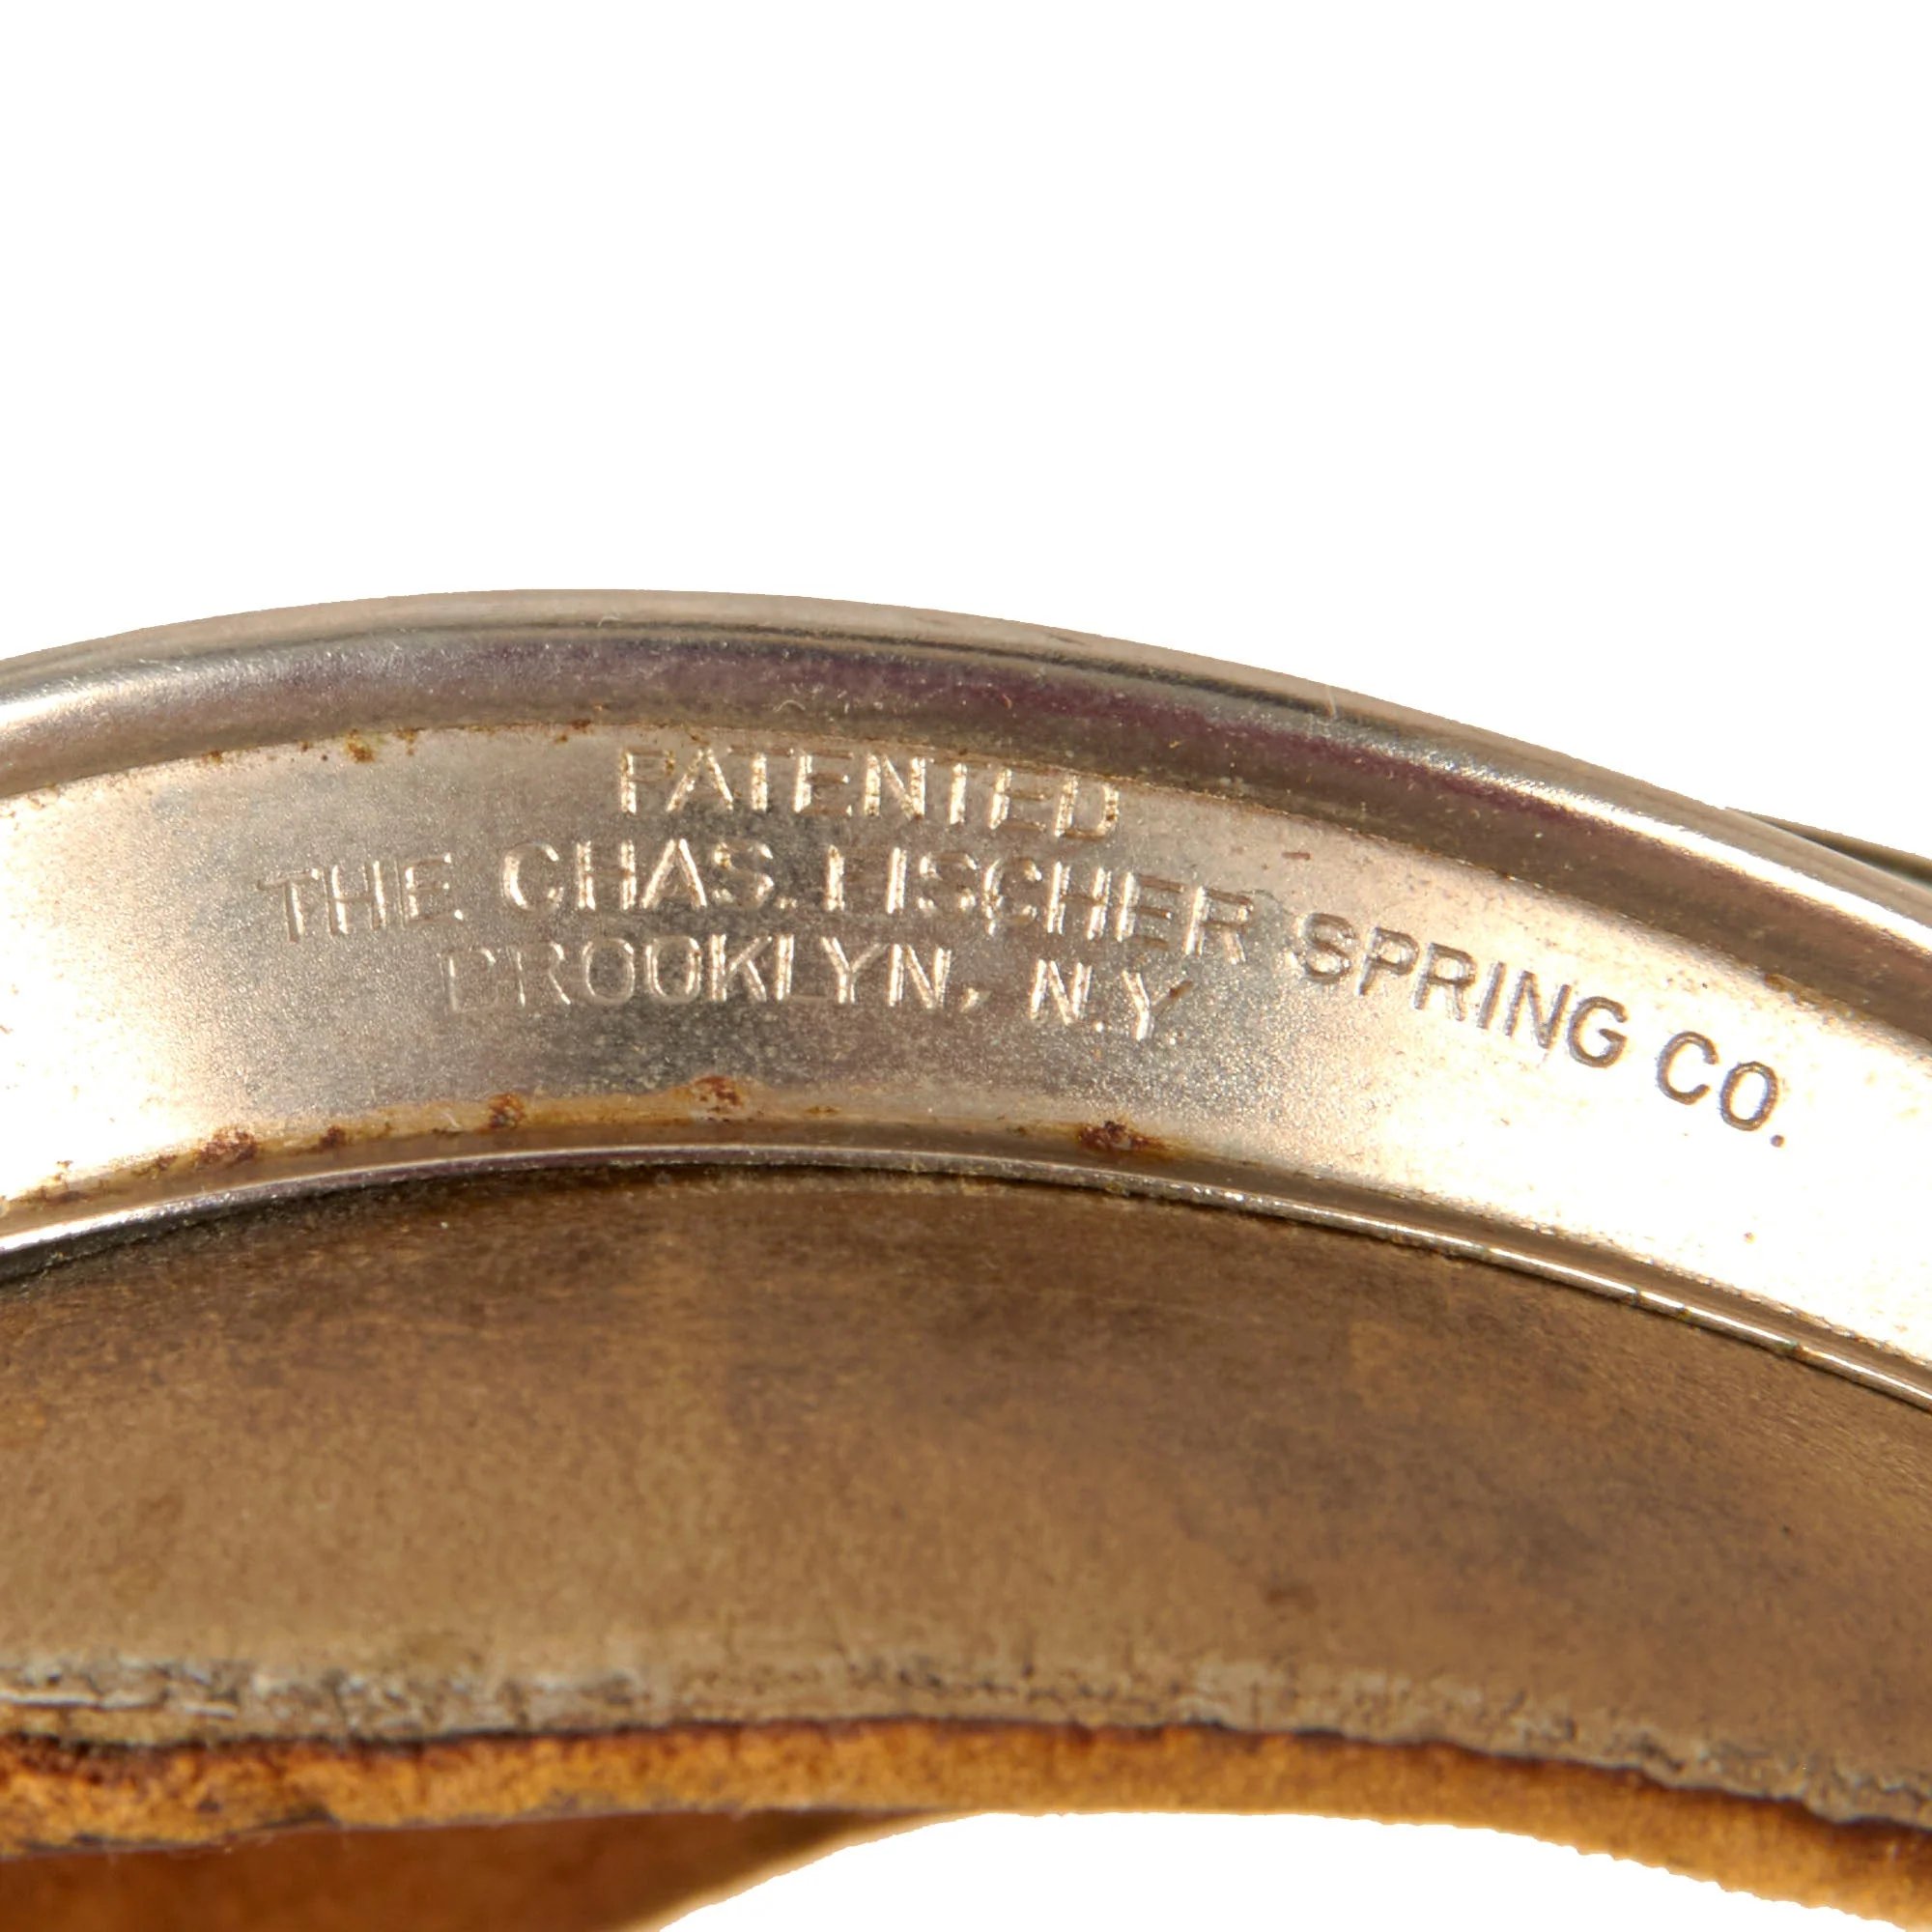 PATENTED
THE CHAS. FISCHER SPRING CO.
BROOKLYN, N.Y.